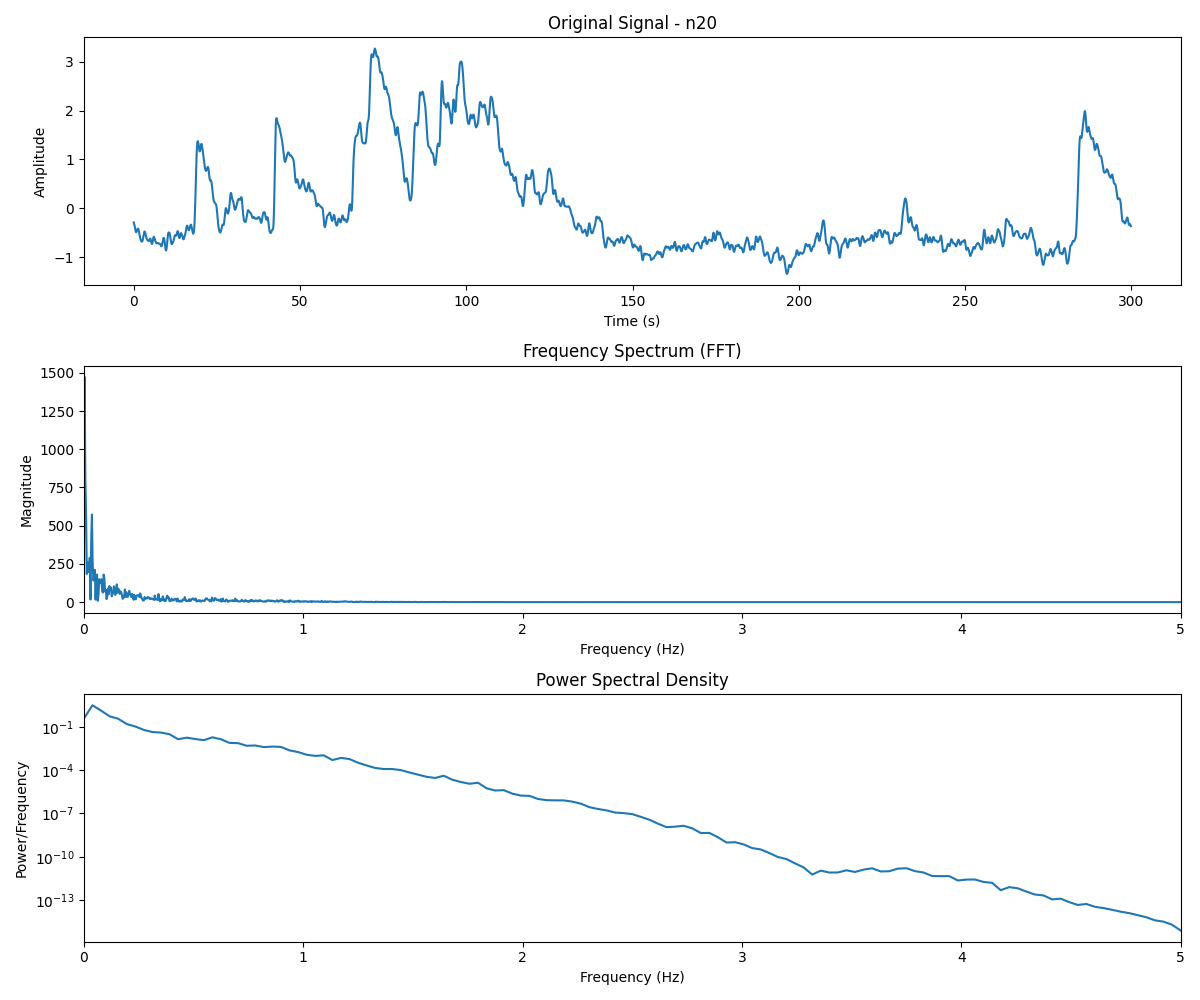 Original Signal - n20
Amplitude
3
2
1
0
−1
0 50 100 150 200 250 300
Time (s)
Frequency Spectrum (FFT)
Magnitude
1500
1250
1000
750
500
250
0
0 1 2 3 4 5
Frequency (Hz)
Power Spectral Density
Power/Frequency
10⁻¹
10⁻⁴
10⁻⁷
10⁻¹⁰
10⁻¹³
0 1 2 3 4 5
Frequency (Hz)